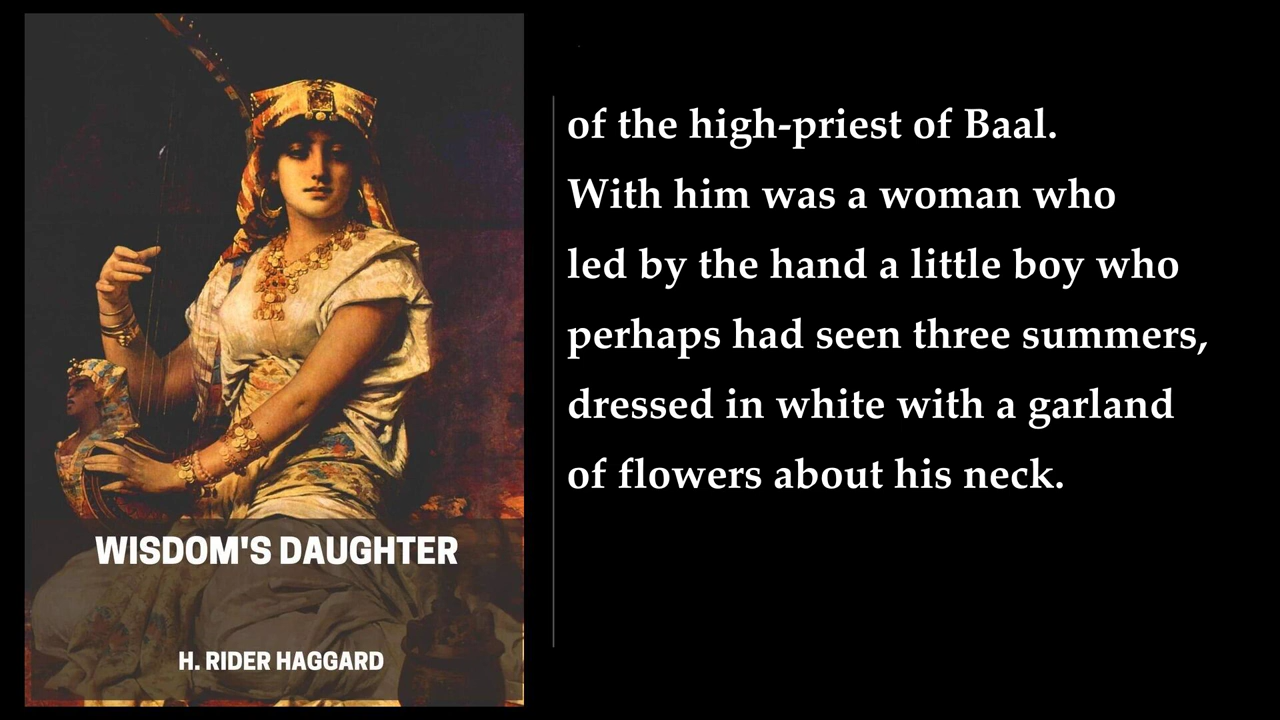 WISDOM'S DAUGHTER
H. RIDER HAGGARD
of the high-priest of Baal.
With him was a woman who
led by the hand a little boy who
perhaps had seen three summers,
dressed in white with a garland
of flowers about his neck.